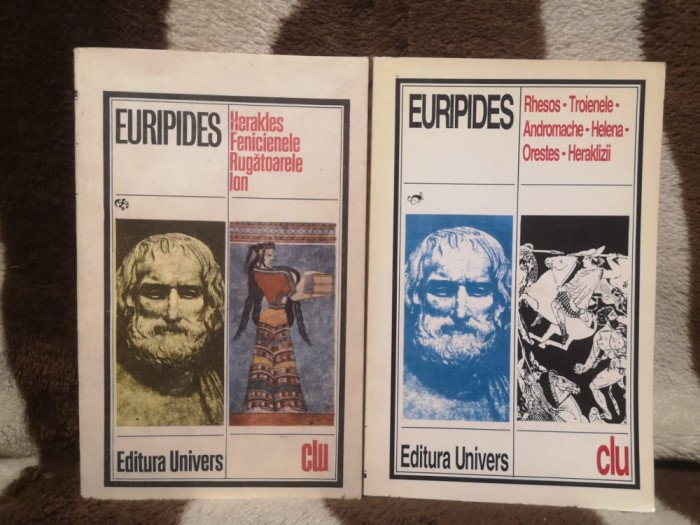 EURIPIDES
Herakles
Fenicienele
Rugătoarele
Ion
Editura Univers
clu
EURIPIDES
Rhesos • Troienele •
Andromache • Helena •
Orestes • Heraklizii
Editura Univers
clu